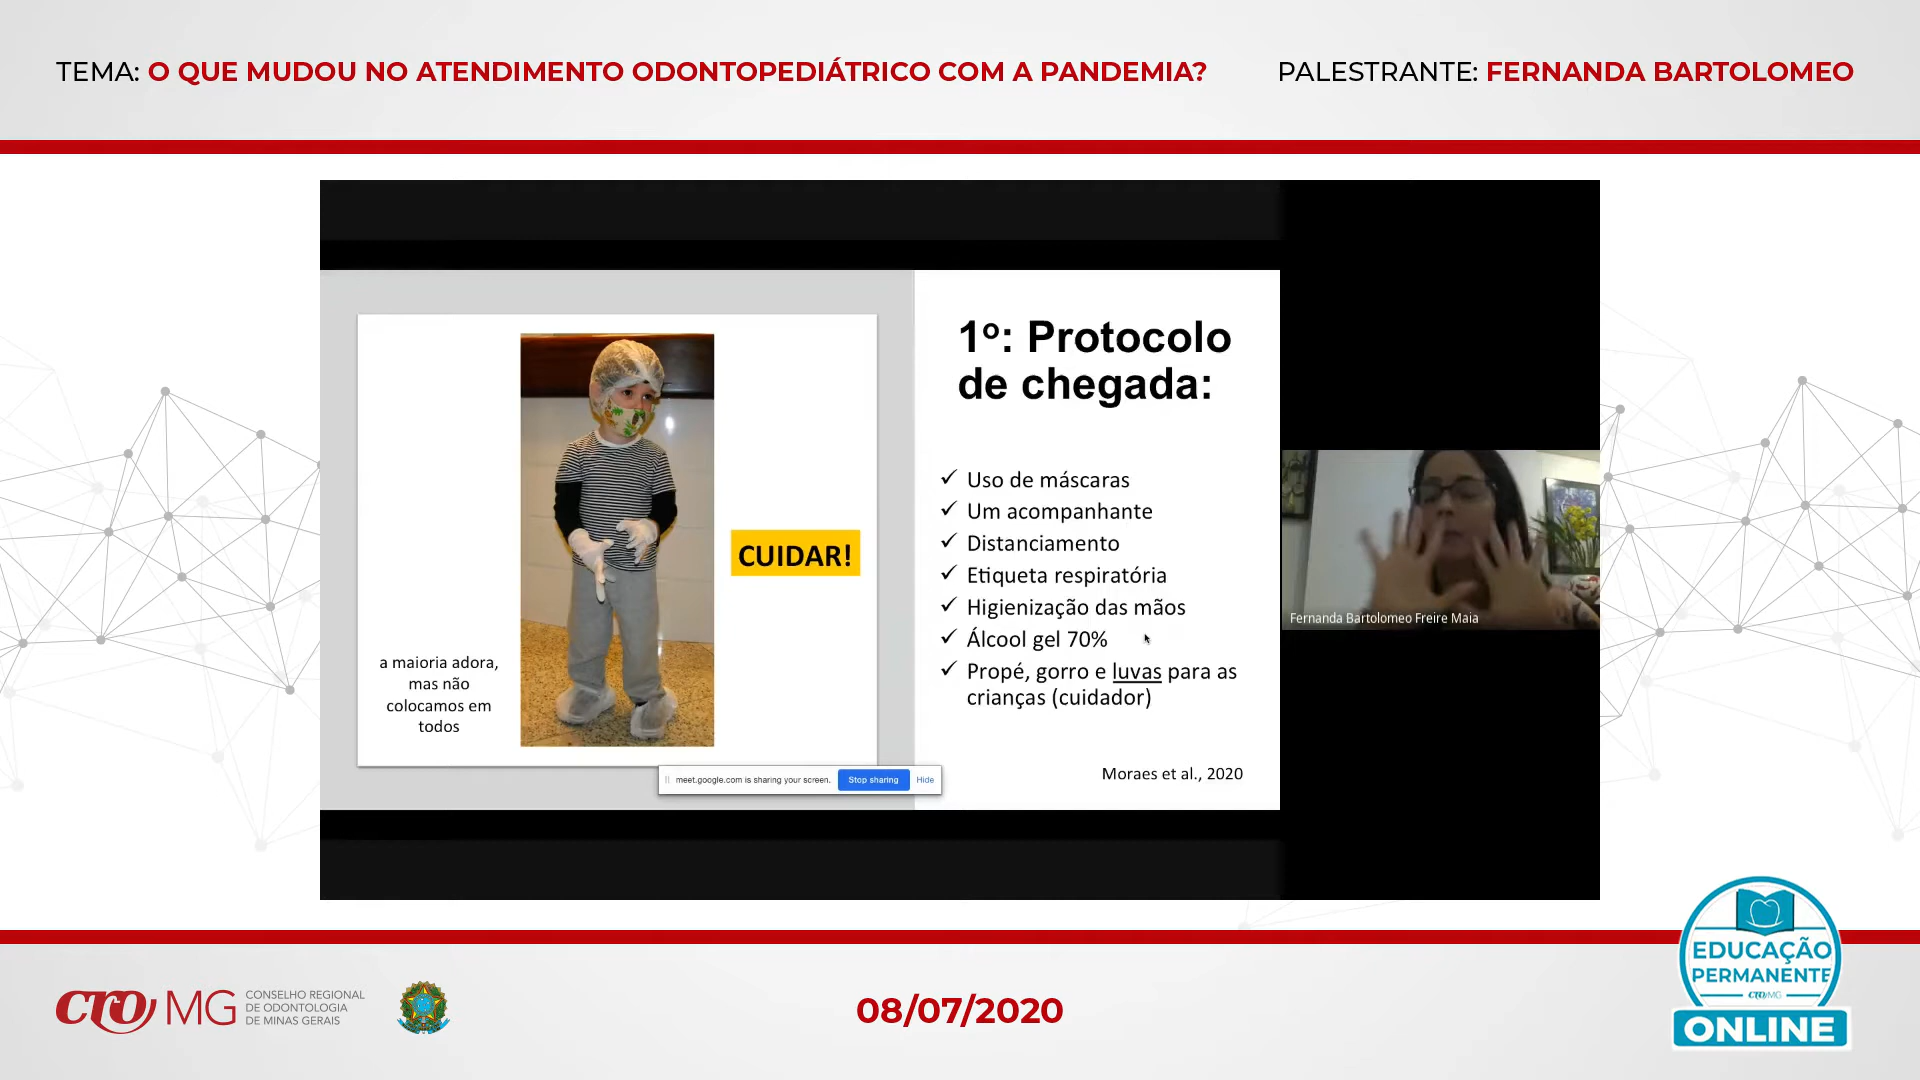 TEMA: O QUE MUDOU NO ATENDIMENTO ODONTOPEDIÁTRICO COM A PANDEMIA?
PALESTRANTE: FERNANDA BARTOLOMEO
1º: Protocolo
de chegada:
✓ Uso de máscaras
✓ Um acompanhante
✓ Distanciamento
✓ Etiqueta respiratória
✓ Higienização das mãos
✓ Álcool gel 70%
✓ Propé, gorro e luvas para as
crianças (cuidador)
Moraes et al., 2020
CUIDAR!
a maioria adora,
mas não
colocamos em
todos
meet.google.com is sharing your screen. Stop sharing Hide
Fernanda Bartolomeo Freire Maia
CRO MG
CONSELHO REGIONAL
DE ODONTOLOGIA
DE MINAS GERAIS
08/07/2020
EDUCAÇÃO
PERMANENTE
CRO MG
ONLINE